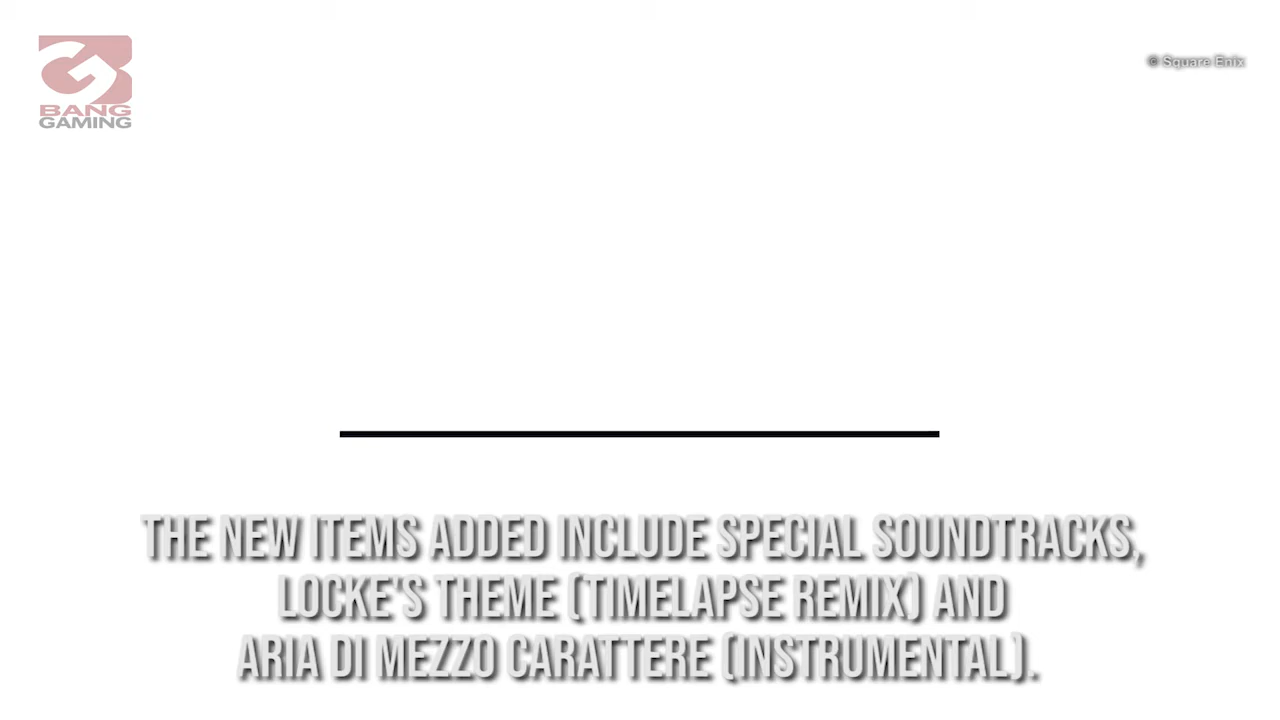 BANG
GAMING
© Square Enix
THE NEW ITEMS ADDED INCLUDE SPECIAL SOUNDTRACKS,
LOCKE'S THEME (TIMELAPSE REMIX) AND
ARIA DI MEZZO CARATTERE (INSTRUMENTAL).